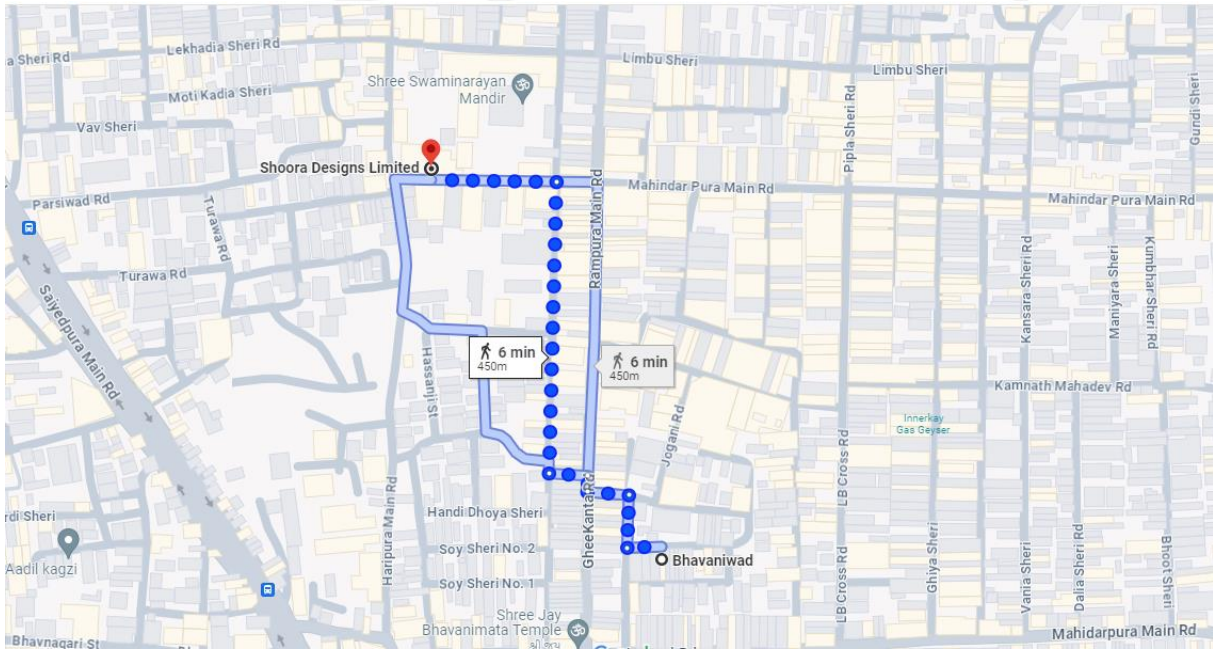 Lekhadia Sheri Rd
a Sheri Rd
Limbu Sheri
Limbu Sheri
Moti Kadia Sheri
Shree Swaminarayan
Mandir
Vav Sheri
Pipla Sheri Rd
Gundi Sheri
Shoora Designs Limited
Mahindar Pura Main Rd
Mahindar Pura Main Rd
Parsiwad Rd
Turawa Rd
Turawa Rd
Rampura Main Rd
Kansara Sheri Rd
Maniyara Sheri
Kumbhar Sheri Rd
Saiyedpura Main Rd
6 min
450m
6 min
450m
Hassanji St
Kamnath Mahadev Rd
Jogani Rd
Innerkay
Gas Geyser
LB Cross Rd
Haripura Main Rd
GheeKanta Rd
Handi Dhoya Sheri
rdi Sheri
Soy Sheri No. 2
Bhavaniwad
Aadil kagzi
Soy Sheri No. 1
LB Cross Rd
Ghiya Sheri
Vania Sheri
Dalia Sheri Rd
Bhoot Sheri
Shree Jay
Bhavanimata Temple
Bhavnagari St
Mahidarpura Main Rd